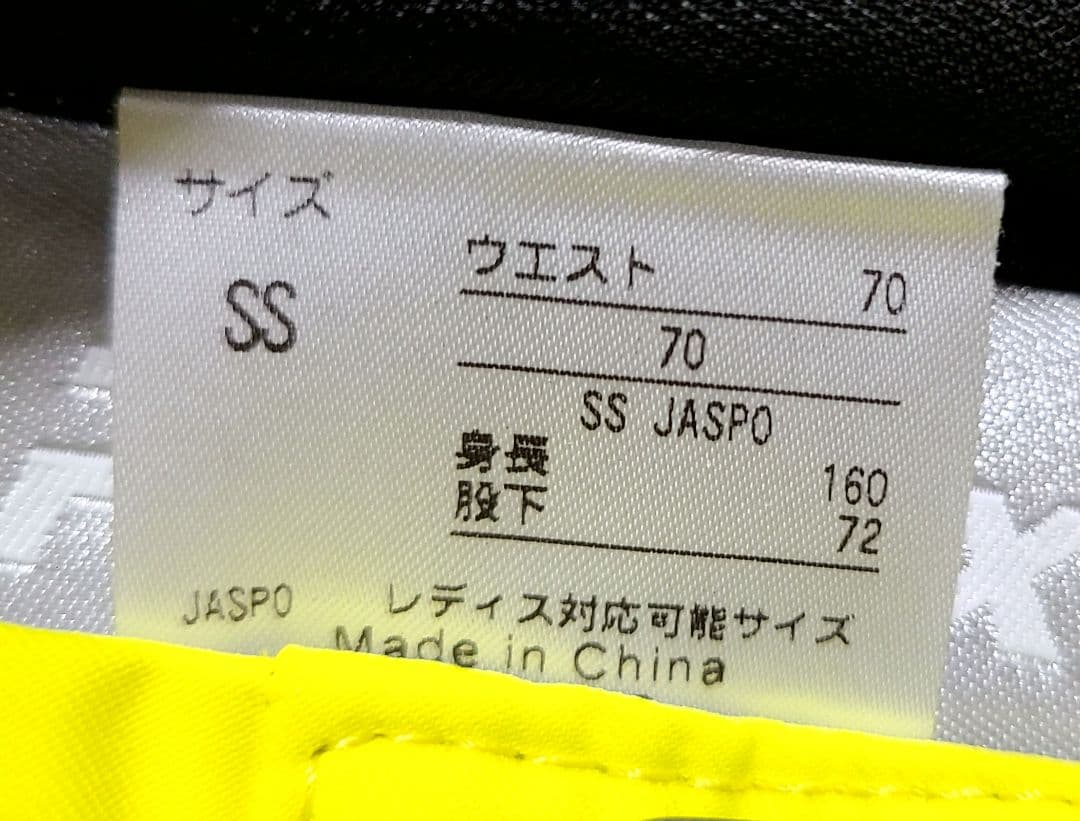 サイズ
SS
ウエスト 70
70
SS JASPO
身長 160
股下 72
JASPO レディス対応可能サイズ
Made in China